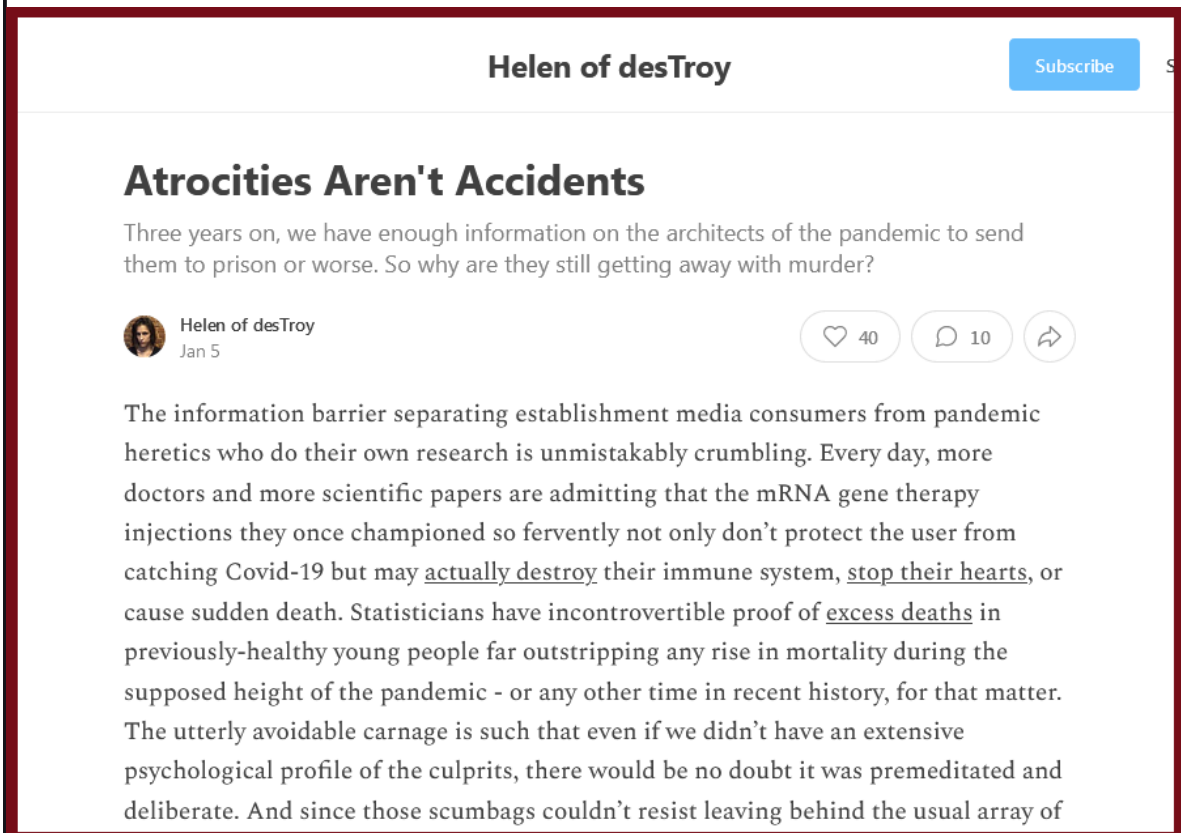 Helen of desTroy
Subscribe
S
Atrocities Aren't Accidents
Three years on, we have enough information on the architects of the pandemic to send
them to prison or worse. So why are they still getting away with murder?
Helen of desTroy
Jan 5
40
10
The information barrier separating establishment media consumers from pandemic
heretics who do their own research is unmistakably crumbling. Every day, more
doctors and more scientific papers are admitting that the mRNA gene therapy
injections they once championed so fervently not only don’t protect the user from
catching Covid-19 but may actually destroy their immune system, stop their hearts, or
cause sudden death. Statisticians have incontrovertible proof of excess deaths in
previously-healthy young people far outstripping any rise in mortality during the
supposed height of the pandemic - or any other time in recent history, for that matter.
The utterly avoidable carnage is such that even if we didn’t have an extensive
psychological profile of the culprits, there would be no doubt it was premeditated and
deliberate. And since those scumbags couldn’t resist leaving behind the usual array of